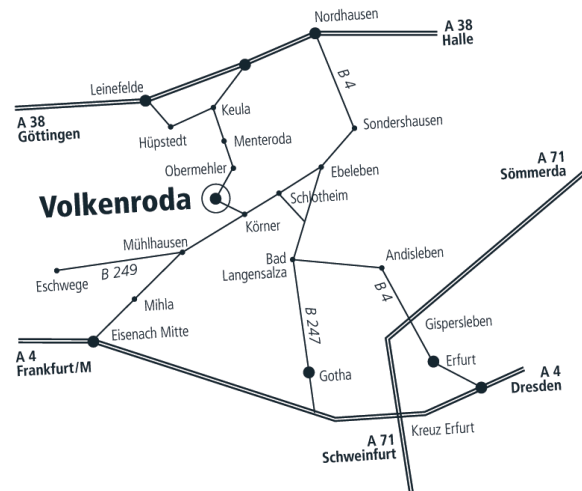 Nordhausen
A 38
Halle
Leinefelde
B 4
A 38
Göttingen
Keula
Sondershausen
Hüpstedt
Menteroda
A 71
Sömmerda
Obermehler
Ebeleben
Volkenroda
Schlotheim
Körner
Mühlhausen
Andisleben
Bad
Langensalza
B 249
Eschwege
B 4
Mihla
B 247
Gispersleben
Eisenach Mitte
A 4
Frankfurt/M
Erfurt
Gotha
A 4
Dresden
Kreuz Erfurt
A 71
Schweinfurt